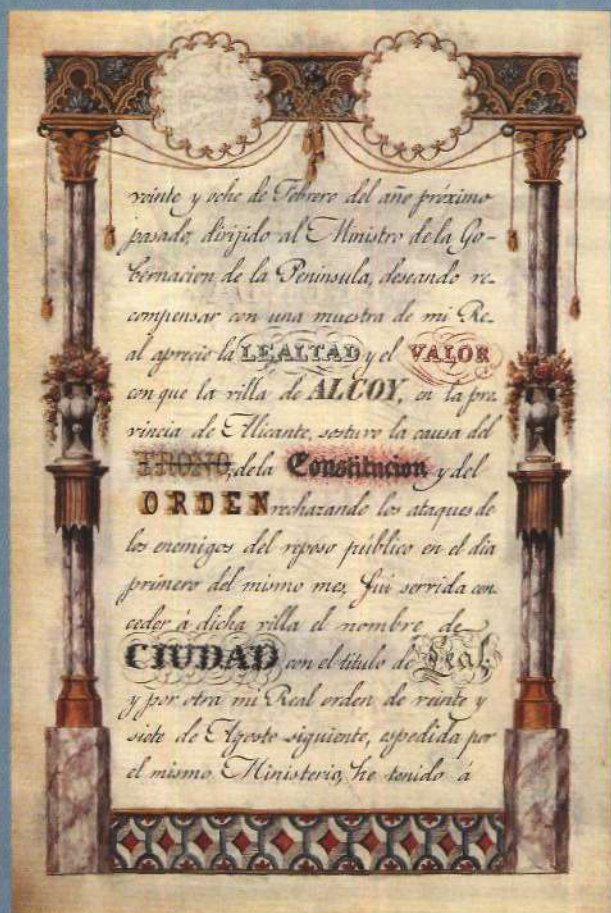 veinte y ocho de Febrero del año próximo
pasado, dirijido al Ministro de la Go-
bernacion de la Peninsula, deseando re-
compensar con una muestra de mi Re-
al aprecio la LEALTAD y el VALOR
con que la villa de ALCOY, en la pro-
vincia de Alicante, sostuvo la causa del
TRONO, de la Constitucion y del
ORDEN rechazando los ataques de
los enemigos del reposo público en el dia
primero del mismo mes, fui servida con-
ceder á dicha villa el nombre de
CIUDAD con el título de Leal,
y por otra mi Real orden de veinte y
siete de Agosto siguiente, espedida por
el mismo Ministerio, he tenido á